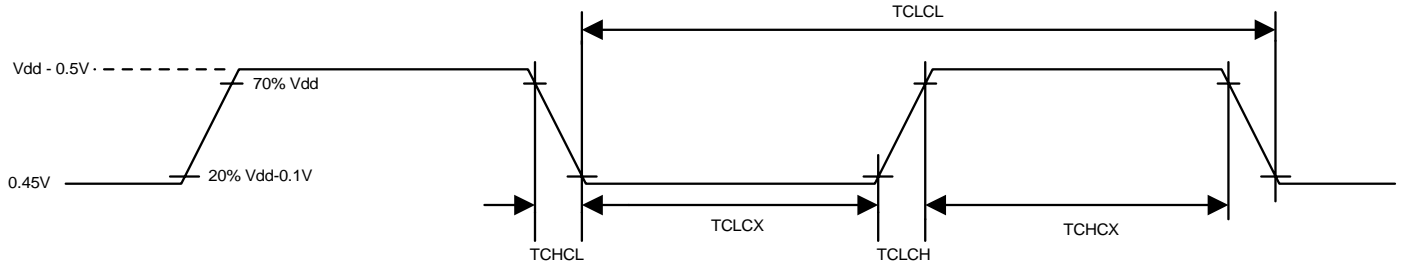 TCLCL
Vdd - 0.5V
70% Vdd
0.45V
20% Vdd-0.1V
TCLCX
TCHCX
TCHCL
TCLCH